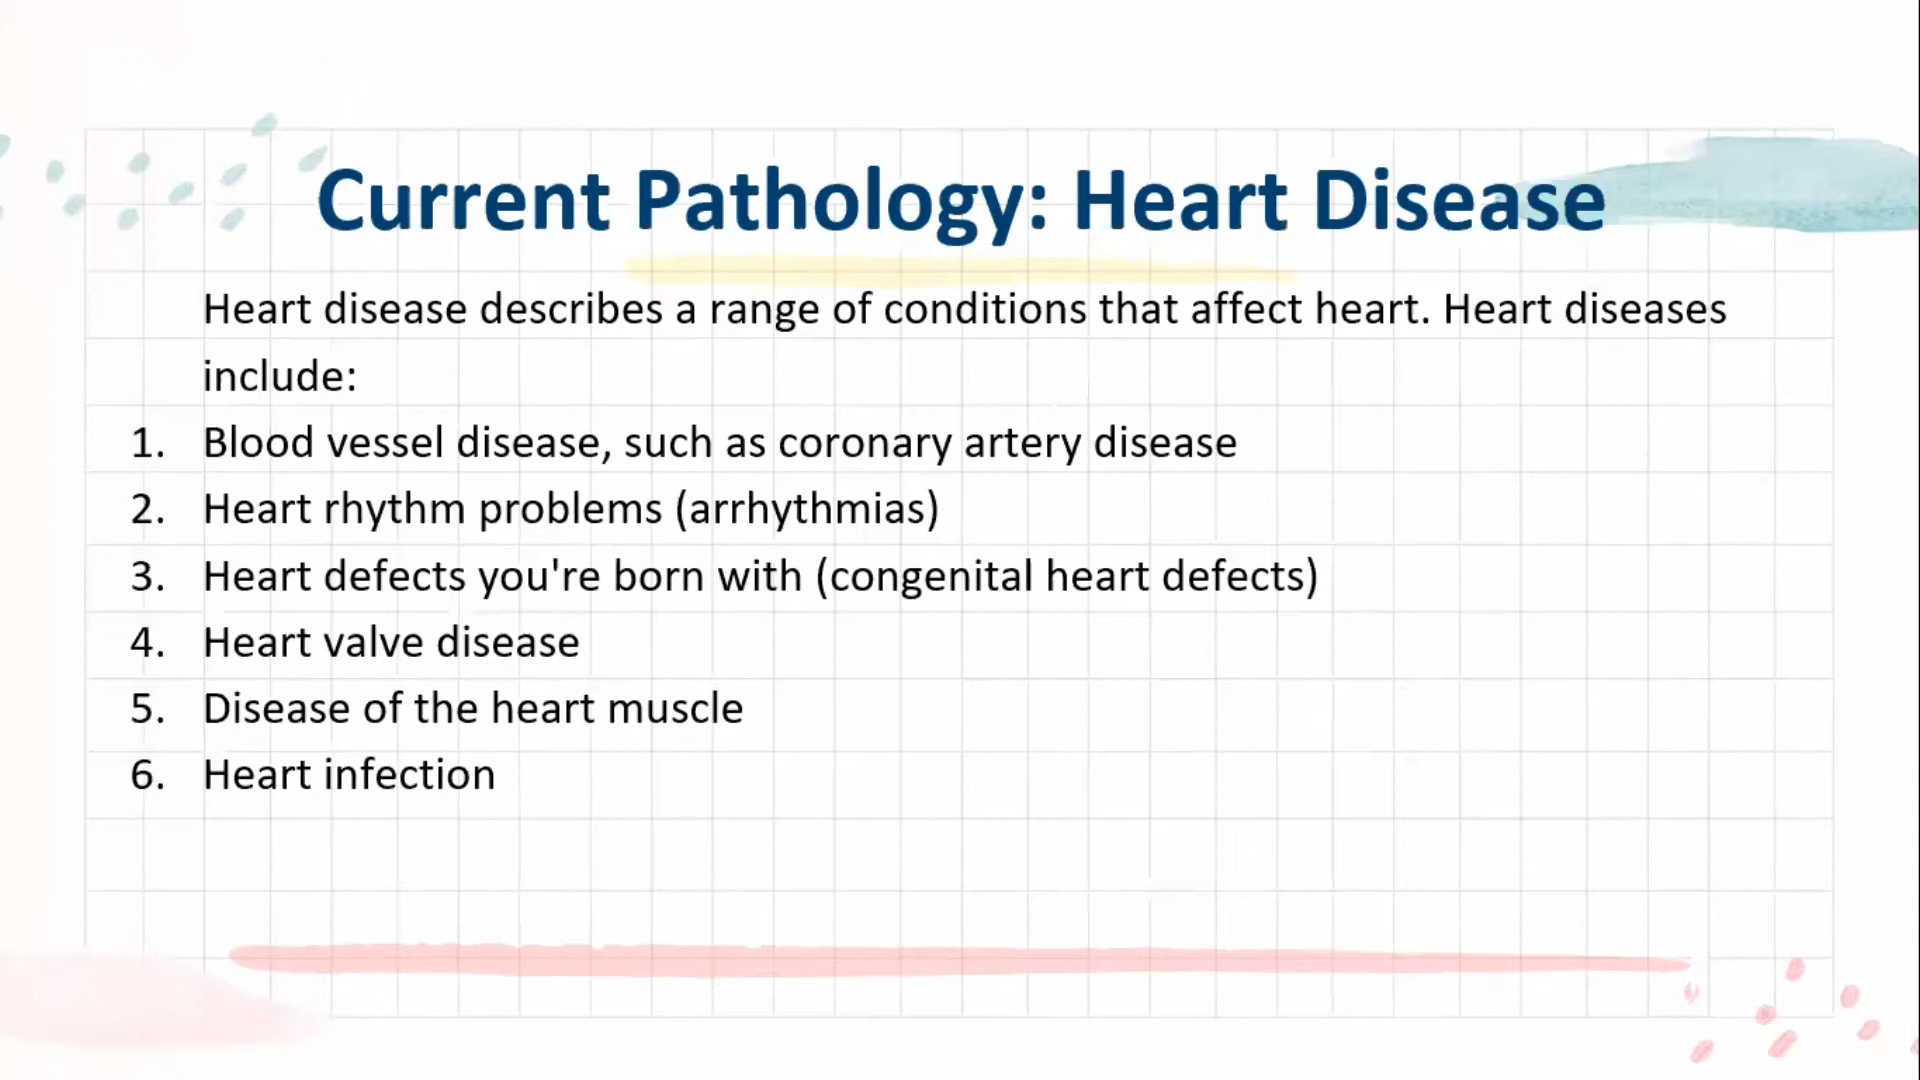 Current Pathology: Heart Disease
Heart disease describes a range of conditions that affect heart. Heart diseases
include:
1. Blood vessel disease, such as coronary artery disease
2. Heart rhythm problems (arrhythmias)
3. Heart defects you're born with (congenital heart defects)
4. Heart valve disease
5. Disease of the heart muscle
6. Heart infection